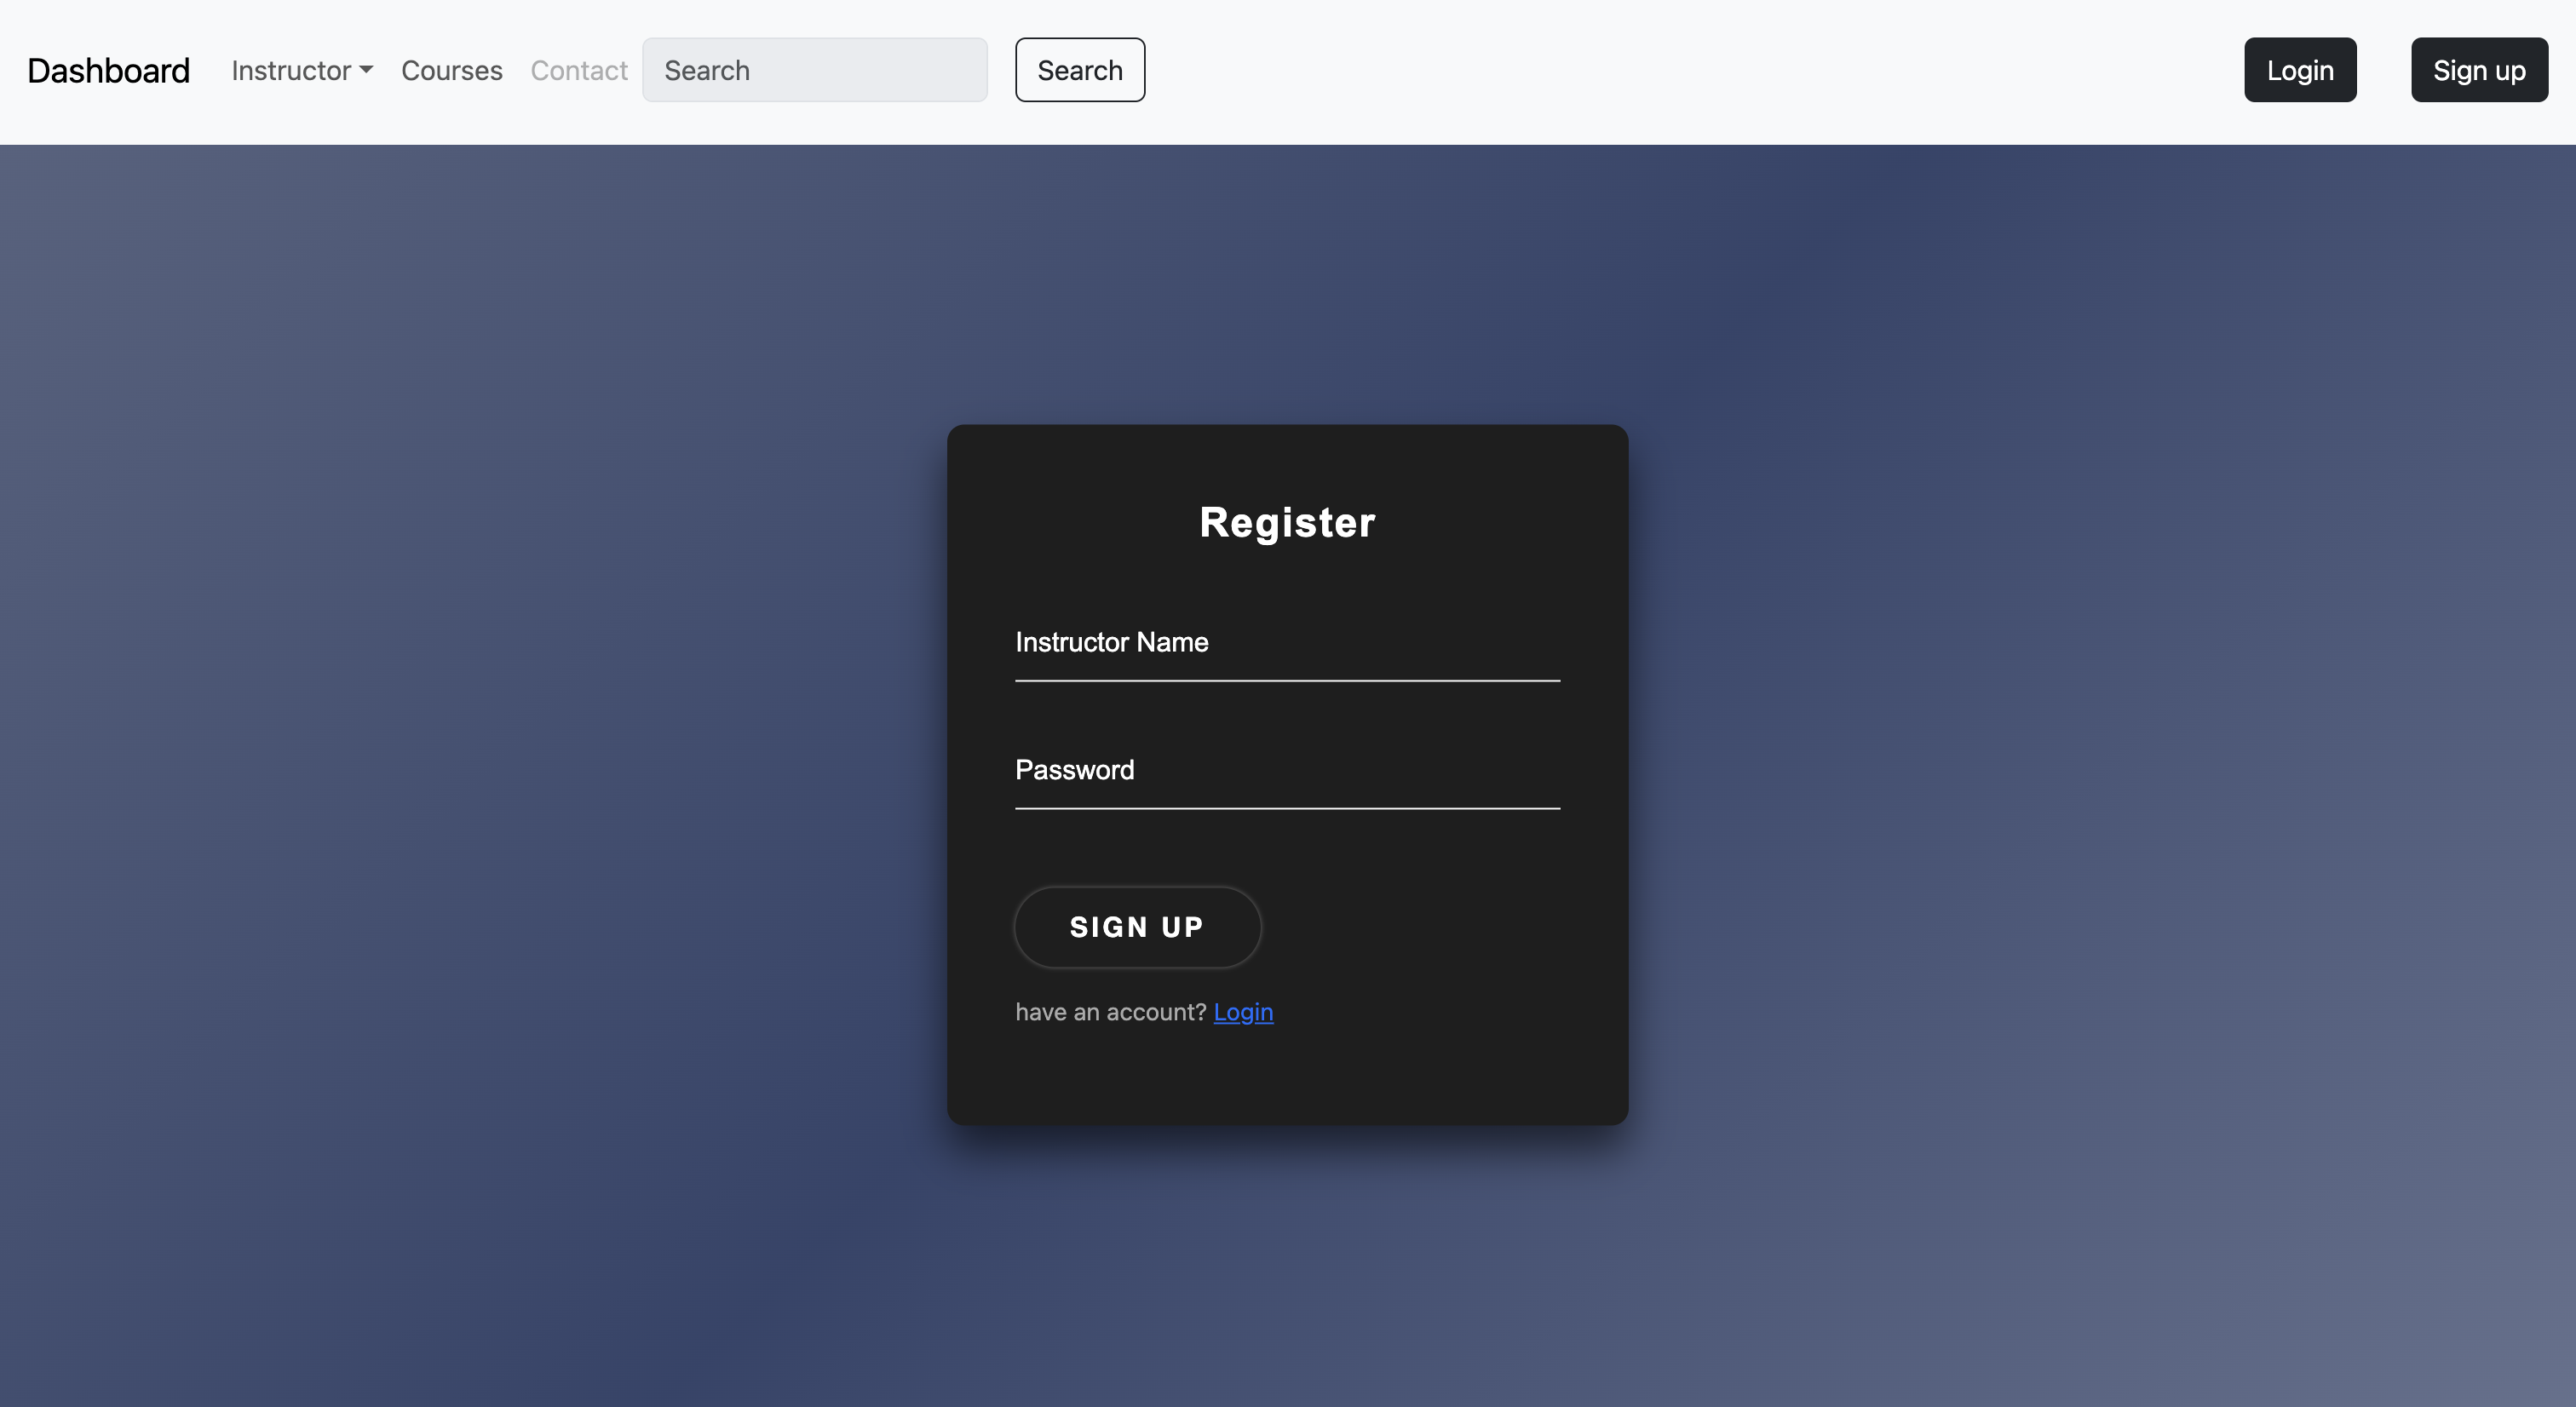 Dashboard Instructor Courses Contact Search Search Login Sign up
Register
Instructor Name
Password
SIGN UP
have an account? Login